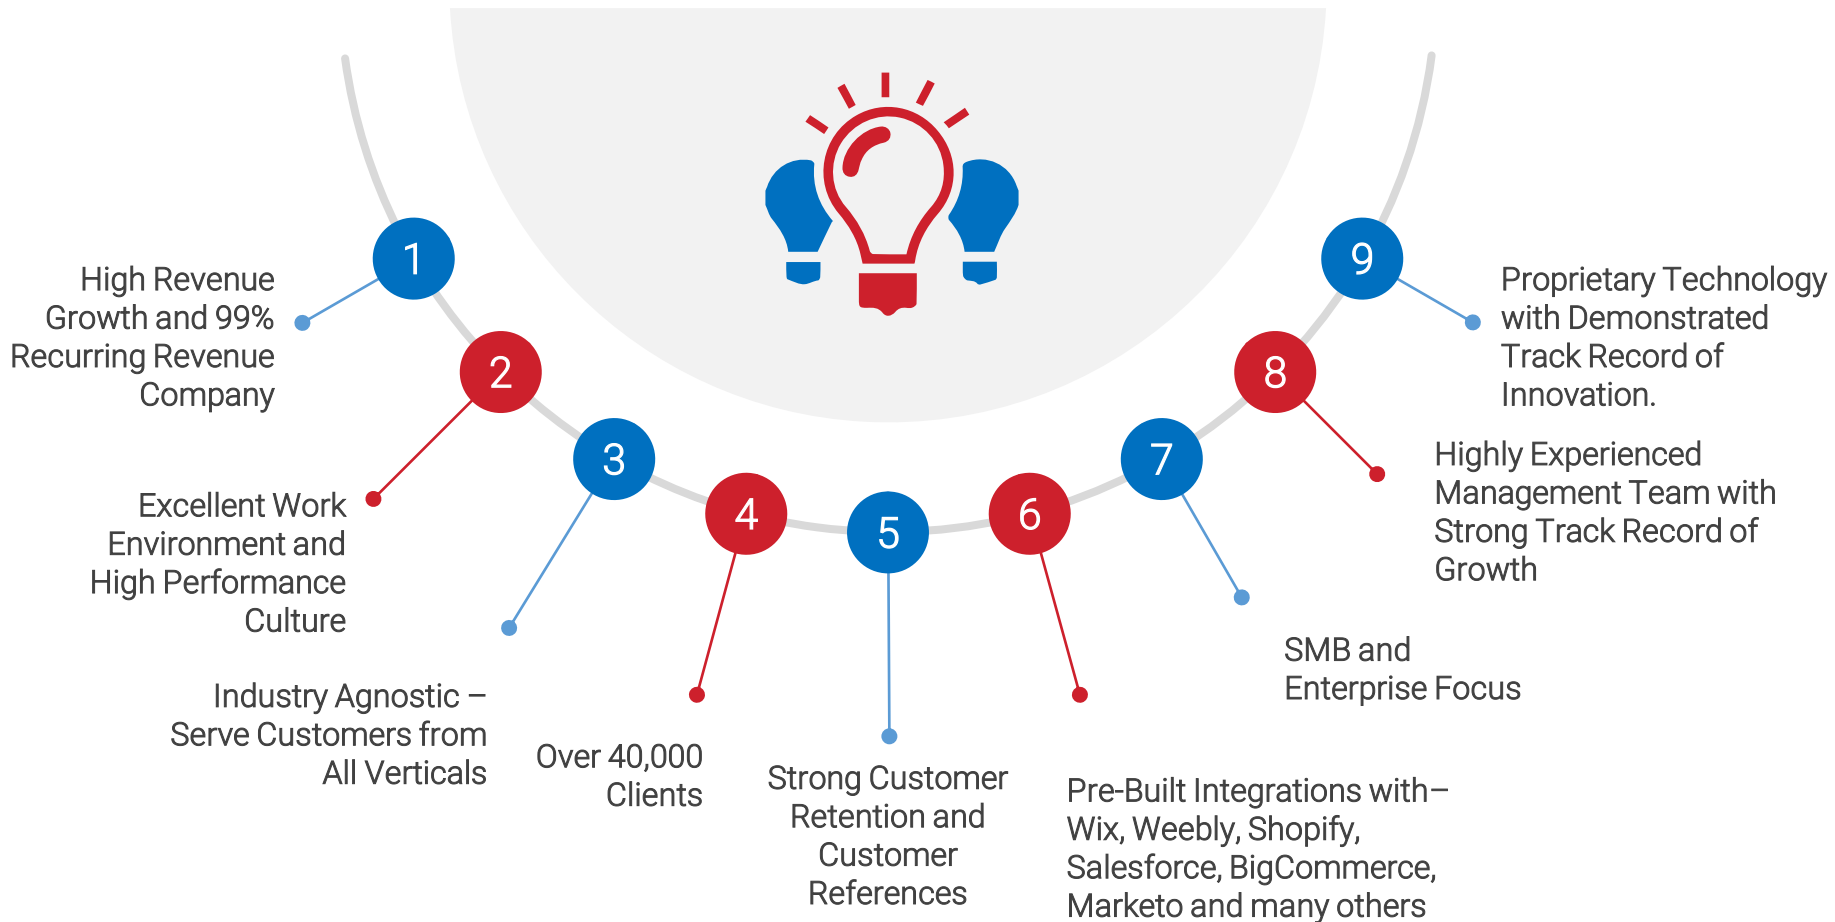 1
High Revenue
Growth and 99%
Recurring Revenue
Company
2
Excellent Work
Environment and
High Performance
Culture
3
Industry Agnostic –
Serve Customers from
All Verticals
4
Over 40,000
Clients
5
Strong Customer
Retention and
Customer
References
6
Pre-Built Integrations with–
Wix, Weebly, Shopify,
Salesforce, BigCommerce,
Marketo and many others
7
SMB and
Enterprise Focus
8
Highly Experienced
Management Team with
Strong Track Record of
Growth
9
Proprietary Technology
with Demonstrated
Track Record of
Innovation.